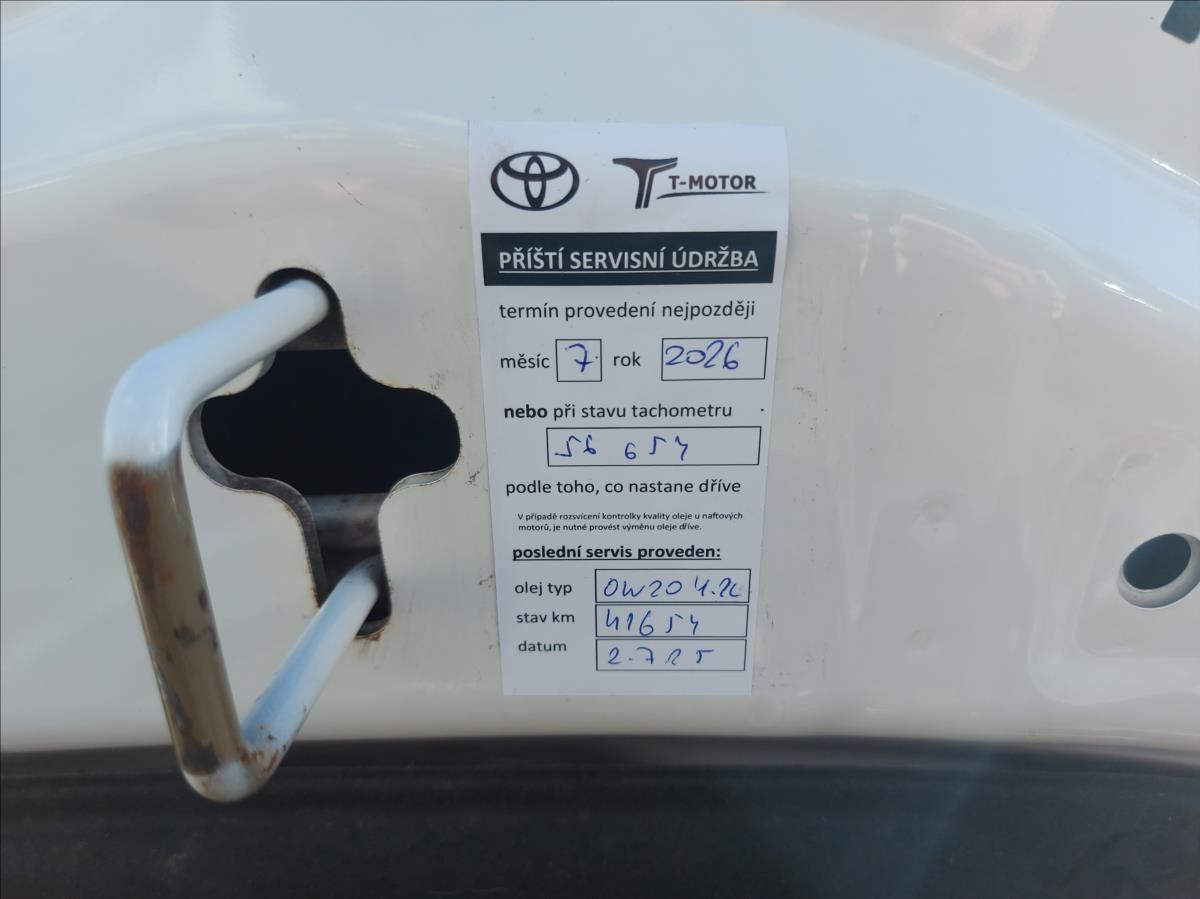 T-MOTOR
PŘÍŠTÍ SERVISNÍ ÚDRŽBA
termín provedení nejpozději
měsíc 7. rok 2026
nebo při stavu tachometru
56 654
podle toho, co nastane dříve
V případě rozsvícení kontrolky kvality oleje u naftových
motorů, je nutné provést výměnu oleje dříve.
poslední servis proveden:
olej typ 0W20 4.2L
stav km 41654
datum 2.7 25